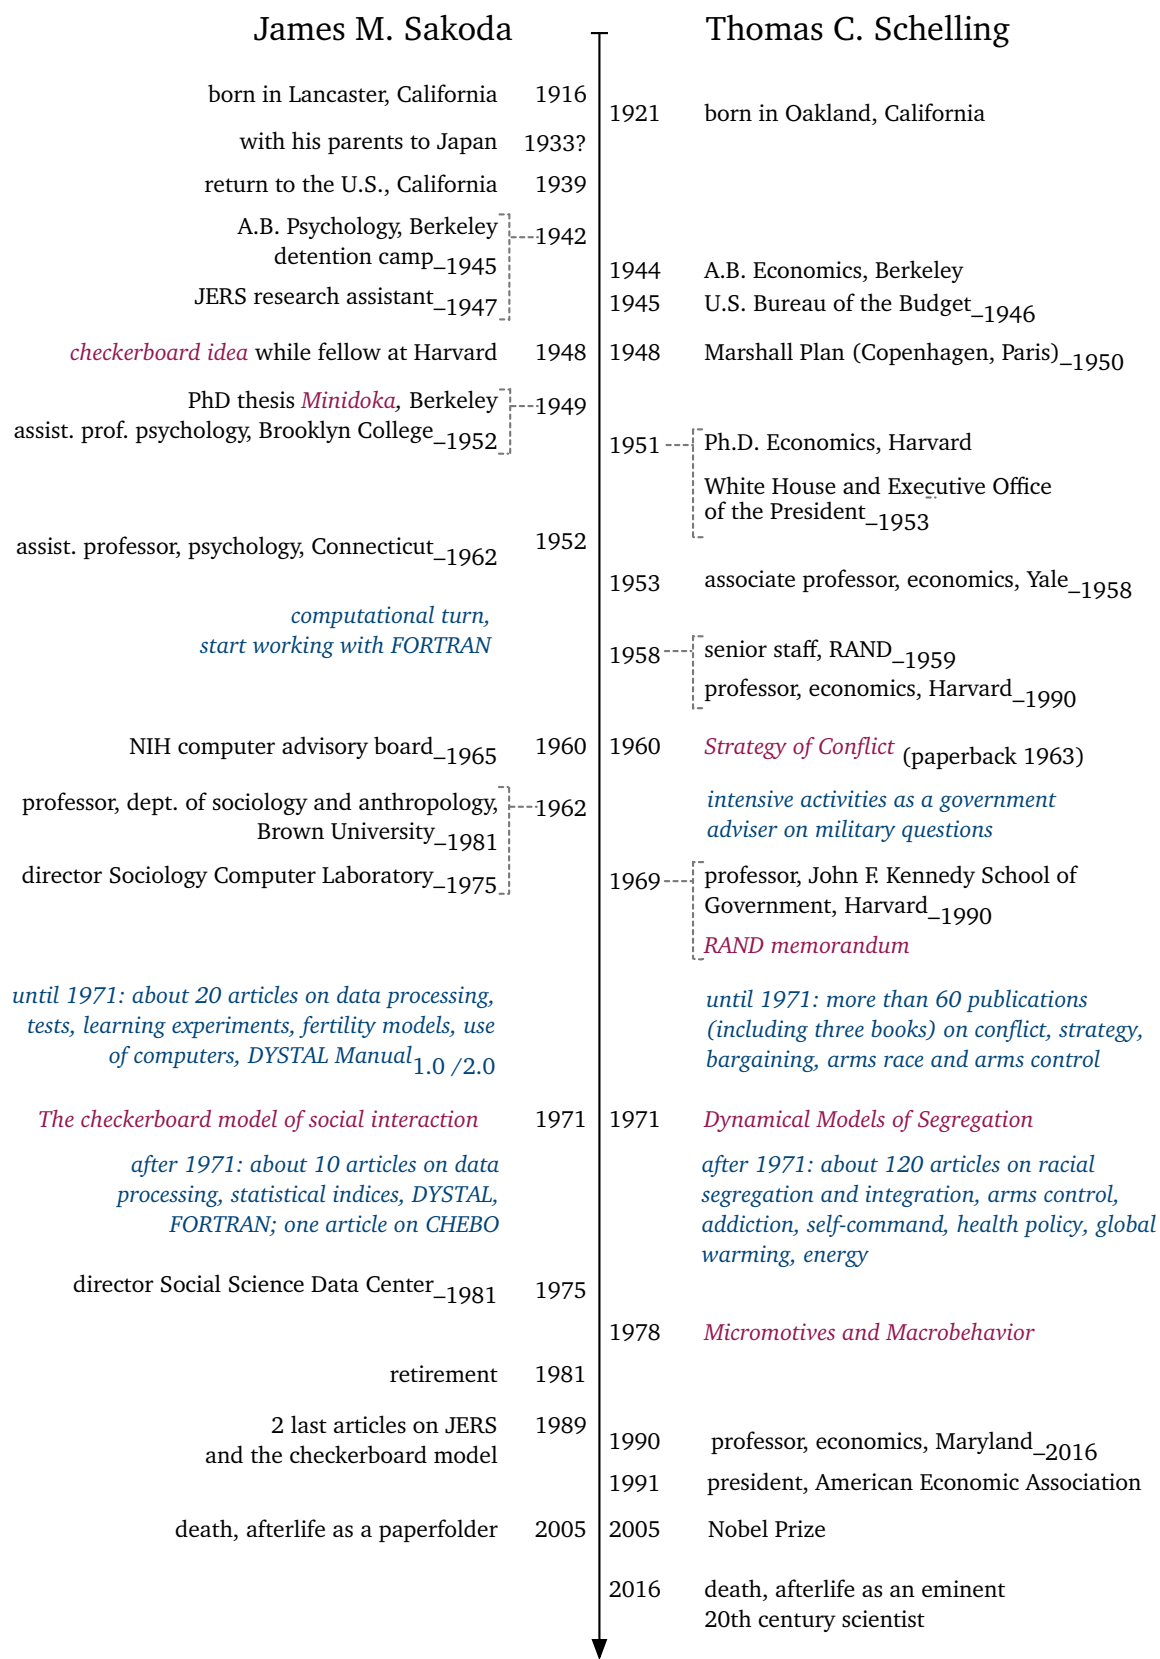 James M. Sakoda
Thomas C. Schelling
born in Lancaster, California 1916
1921 born in Oakland, California
with his parents to Japan 1933?
return to the U.S., California 1939
A.B. Psychology, Berkeley 1942
detention camp–1945
1944 A.B. Economics, Berkeley
JERS research assistant–1947
1945 U.S. Bureau of the Budget–1946
checkerboard idea while fellow at Harvard 1948
1948 Marshall Plan (Copenhagen, Paris)–1950
PhD thesis Minidoka, Berkeley 1949
assist. prof. psychology, Brooklyn College–1952
1951 Ph.D. Economics, Harvard
White House and Executive Office
of the President–1953
assist. professor, psychology, Connecticut–1962 1952
1953 associate professor, economics, Yale–1958
computational turn,
start working with FORTRAN
1958 senior staff, RAND–1959
professor, economics, Harvard–1990
NIH computer advisory board–1965 1960
1960 Strategy of Conflict (paperback 1963)
professor, dept. of sociology and anthropology, 1962
Brown University–1981
intensive activities as a government
adviser on military questions
director Sociology Computer Laboratory–1975
1969 professor, John F. Kennedy School of
Government, Harvard–1990
RAND memorandum
until 1971: about 20 articles on data processing,
tests, learning experiments, fertility models, use
of computers, DYSTAL Manual 1.0 /2.0
until 1971: more than 60 publications
(including three books) on conflict, strategy,
bargaining, arms race and arms control
The checkerboard model of social interaction 1971
1971 Dynamical Models of Segregation
after 1971: about 10 articles on data
processing, statistical indices, DYSTAL,
FORTRAN; one article on CHEBO
after 1971: about 120 articles on racial
segregation and integration, arms control,
addiction, self-command, health policy, global
warming, energy
director Social Science Data Center–1981 1975
1978 Micromotives and Macrobehavior
retirement 1981
2 last articles on JERS 1989
and the checkerboard model
1990 professor, economics, Maryland–2016
1991 president, American Economic Association
death, afterlife as a paperfolder 2005
2005 Nobel Prize
2016 death, afterlife as an eminent
20th century scientist